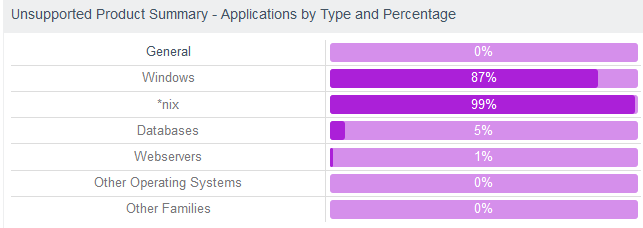 Unsupported Product Summary - Applications by Type and Percentage
General 0%
Windows 87%
*nix 99%
Databases 5%
Webservers 1%
Other Operating Systems 0%
Other Families 0%